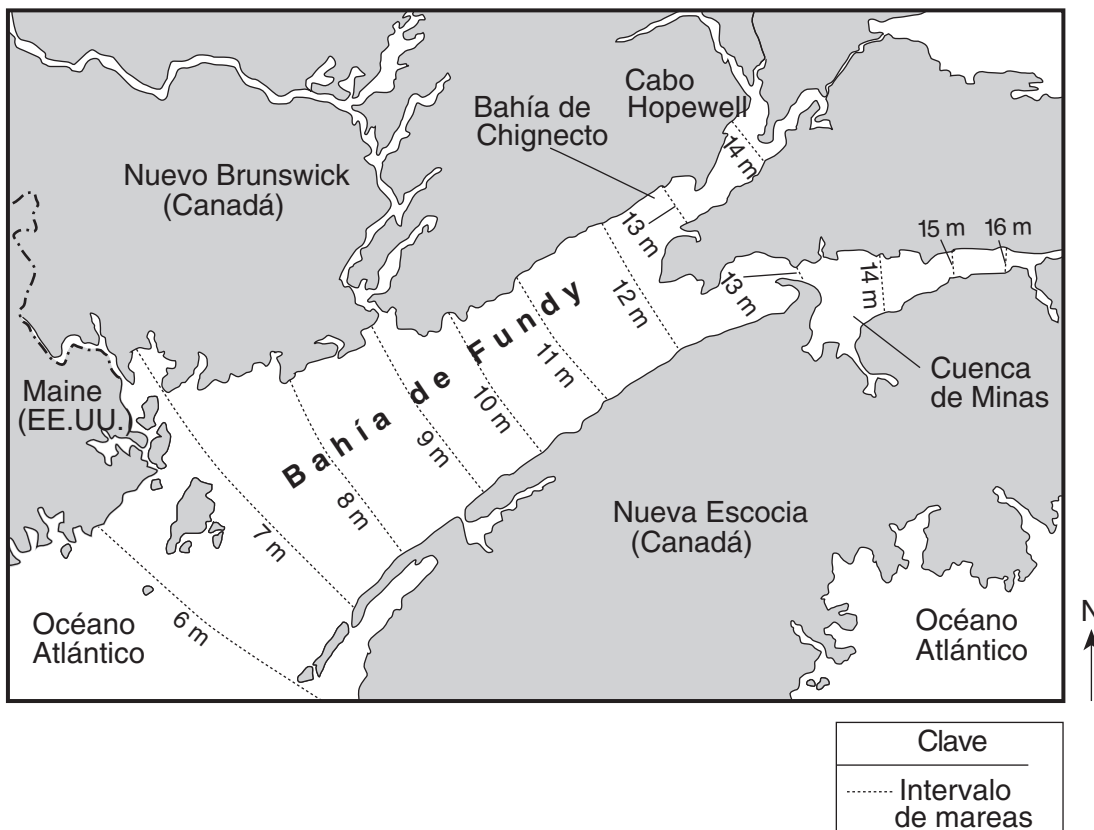 Cabo
Hopewell
Bahía de
Chignecto
Nuevo Brunswick
(Canadá)
14 m
13 m
15 m 16 m
13 m
14 m
12 m
Bahía de Fundy
11 m
10 m
9 m
8 m
7 m
6 m
Cuenca
de Minas
Maine
(EE.UU.)
Nueva Escocia
(Canadá)
Océano
Atlántico
Océano
Atlántico
N
Clave
Intervalo
de mareas